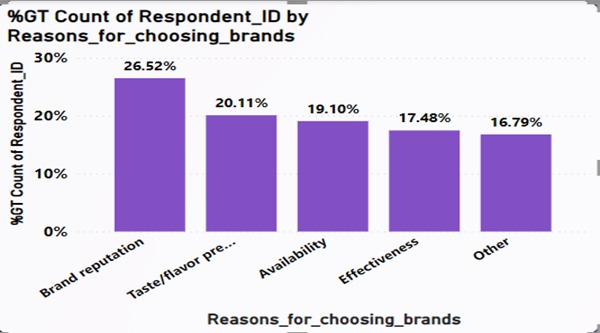 %GT Count of Respondent_ID by
Reasons_for_choosing_brands
%GT Count of Respondent_ID
30%
20%
10%
0%
26.52%
20.11%
19.10%
17.48%
16.79%
Brand reputation
Taste/flavor pre...
Availability
Effectiveness
Other
Reasons_for_choosing_brands